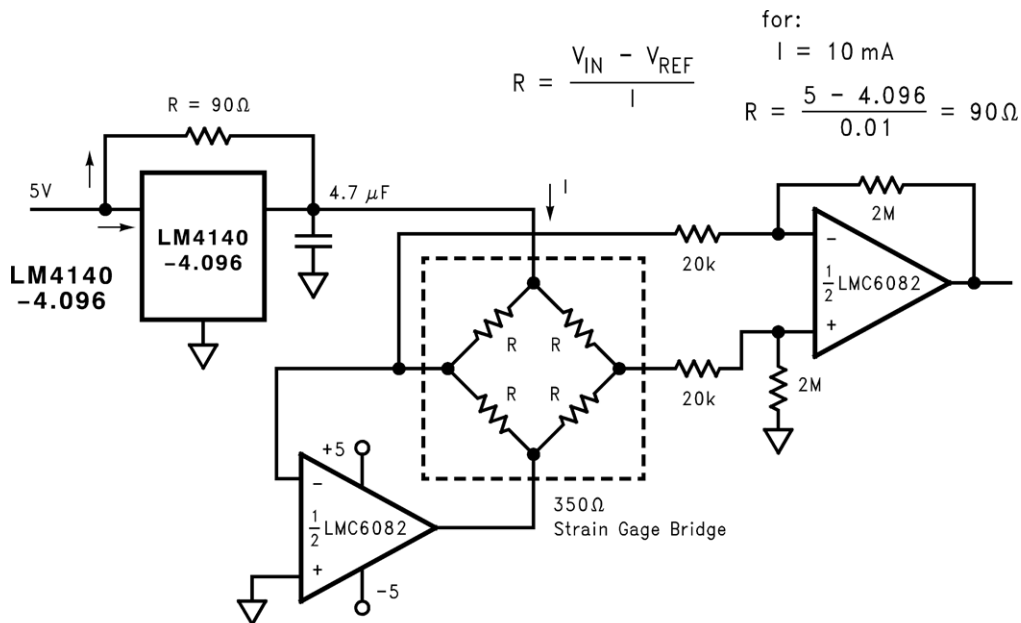 for:
I = 10 mA
R = (V_IN − V_REF) / I
R = (5 − 4.096) / 0.01 = 90Ω
R = 90Ω
5V
4.7 μF
I
LM4140
-4.096
LM4140
-4.096
20k
2M
−
½ LMC6082
+
R
R
R
R
20k
2M
+5
−
½ LMC6082
+
−5
350Ω
Strain Gage Bridge